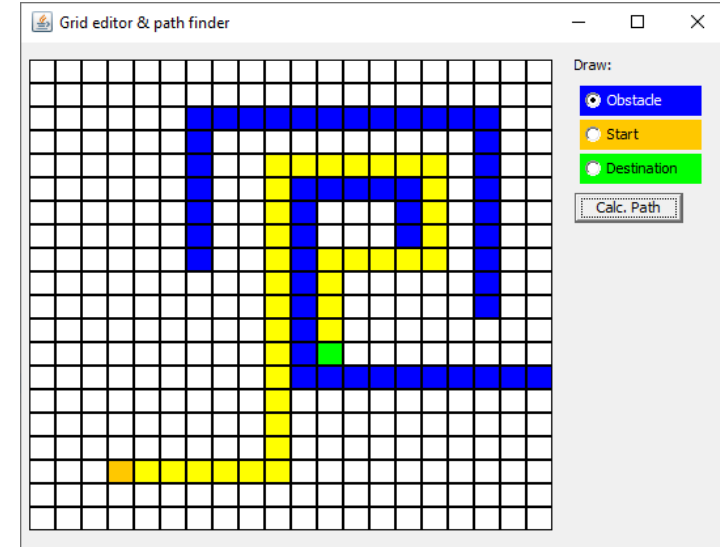 Grid editor & path finder
Draw:
Obstacle
Start
Destination
Calc. Path